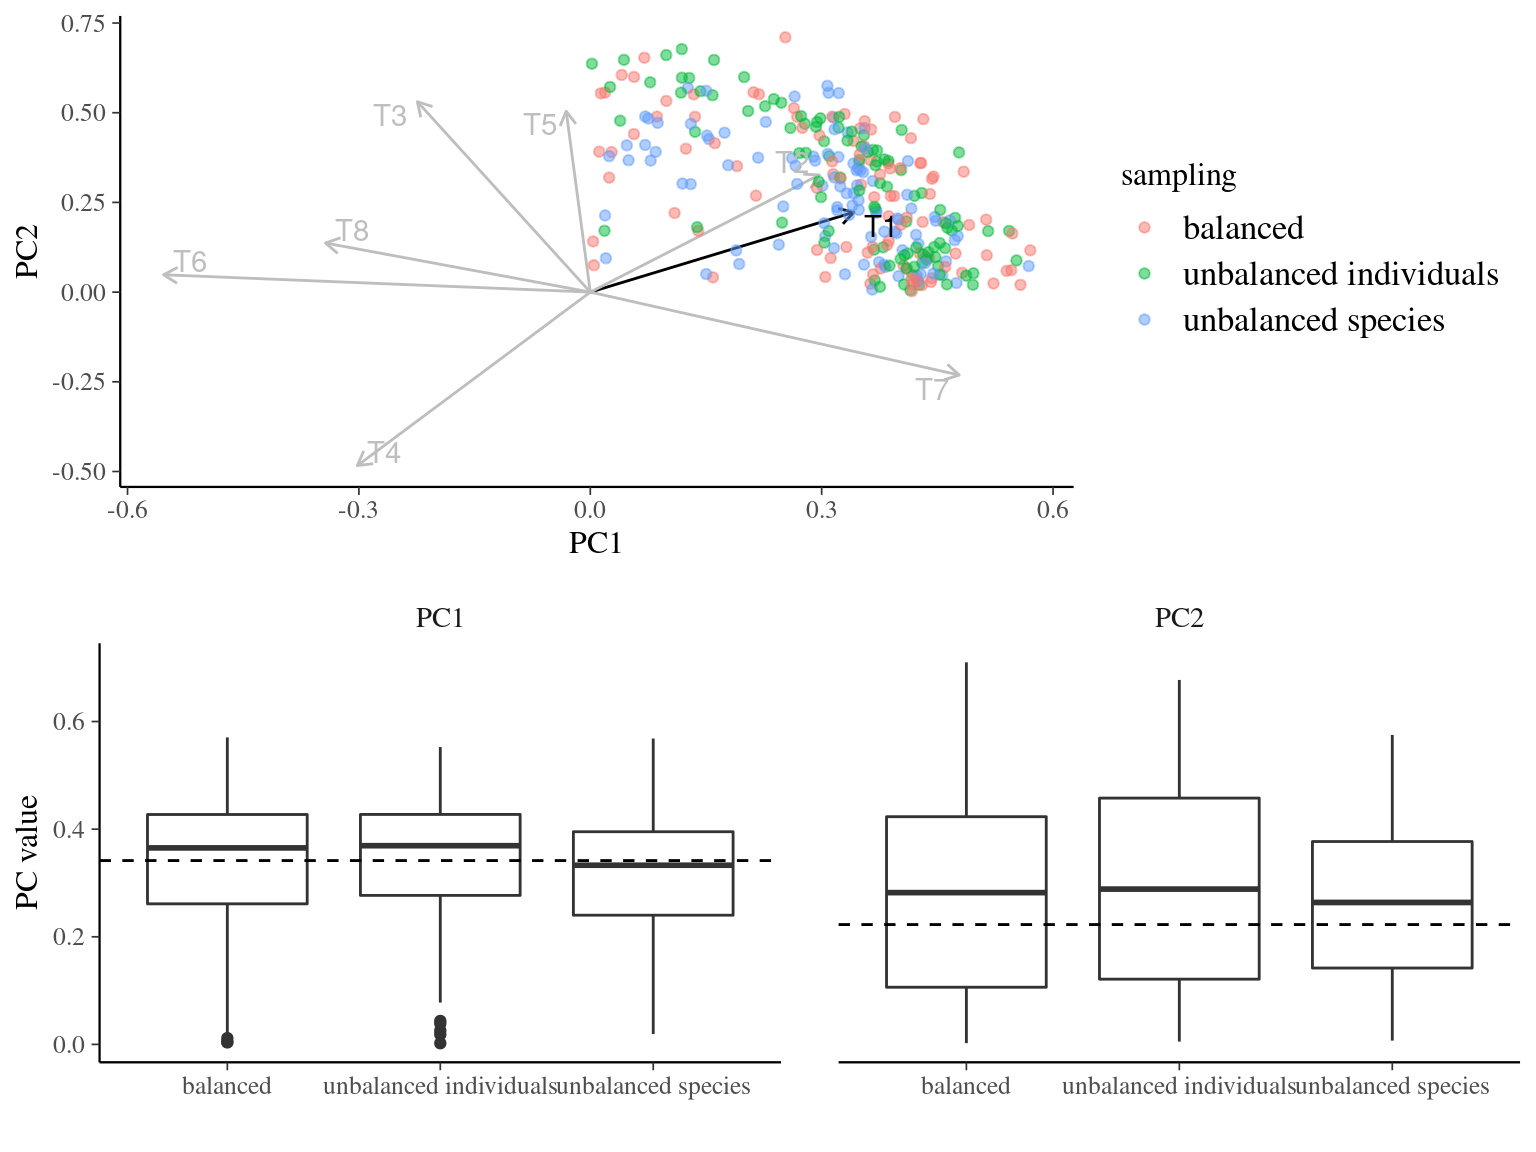 0.75
0.50
0.25
0.00
-0.25
-0.50
PC2
T3
T5
T2
T8
T6
T1
T7
T4
-0.6
-0.3
0.0
0.3
0.6
PC1
sampling
balanced
unbalanced individuals
unbalanced species
PC1
PC2
PC value
0.6
0.4
0.2
0.0
balanced
unbalanced individuals
unbalanced species
balanced
unbalanced individuals
unbalanced species